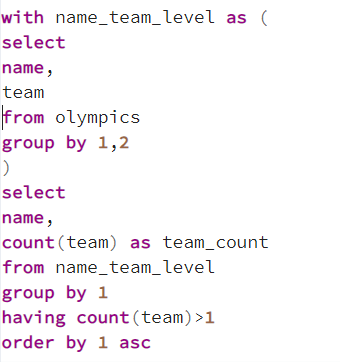 with name_team_level as (
select
name,
team
from olympics
group by 1,2
)
select
name,
count(team) as team_count
from name_team_level
group by 1
having count(team)>1
order by 1 asc